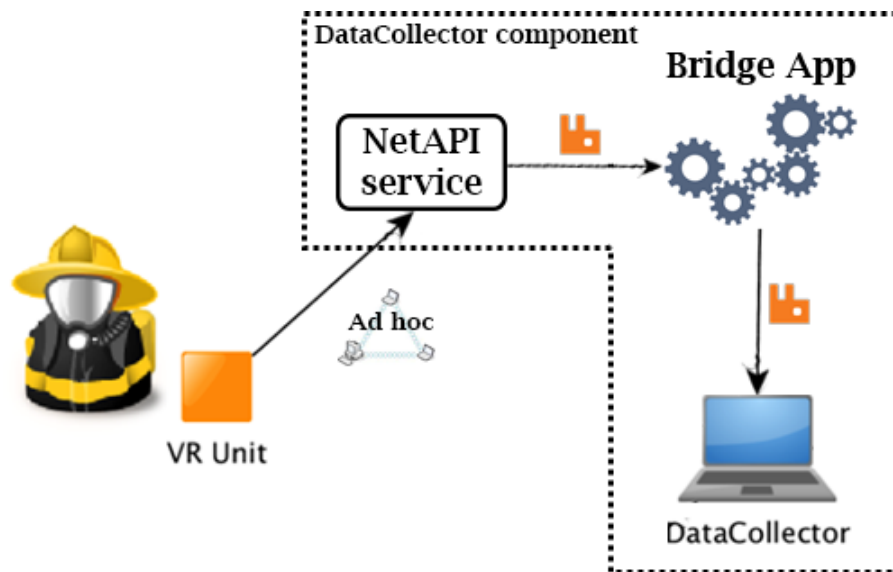 DataCollector component
Bridge App
NetAPI
service
Ad hoc
VR Unit
DataCollector